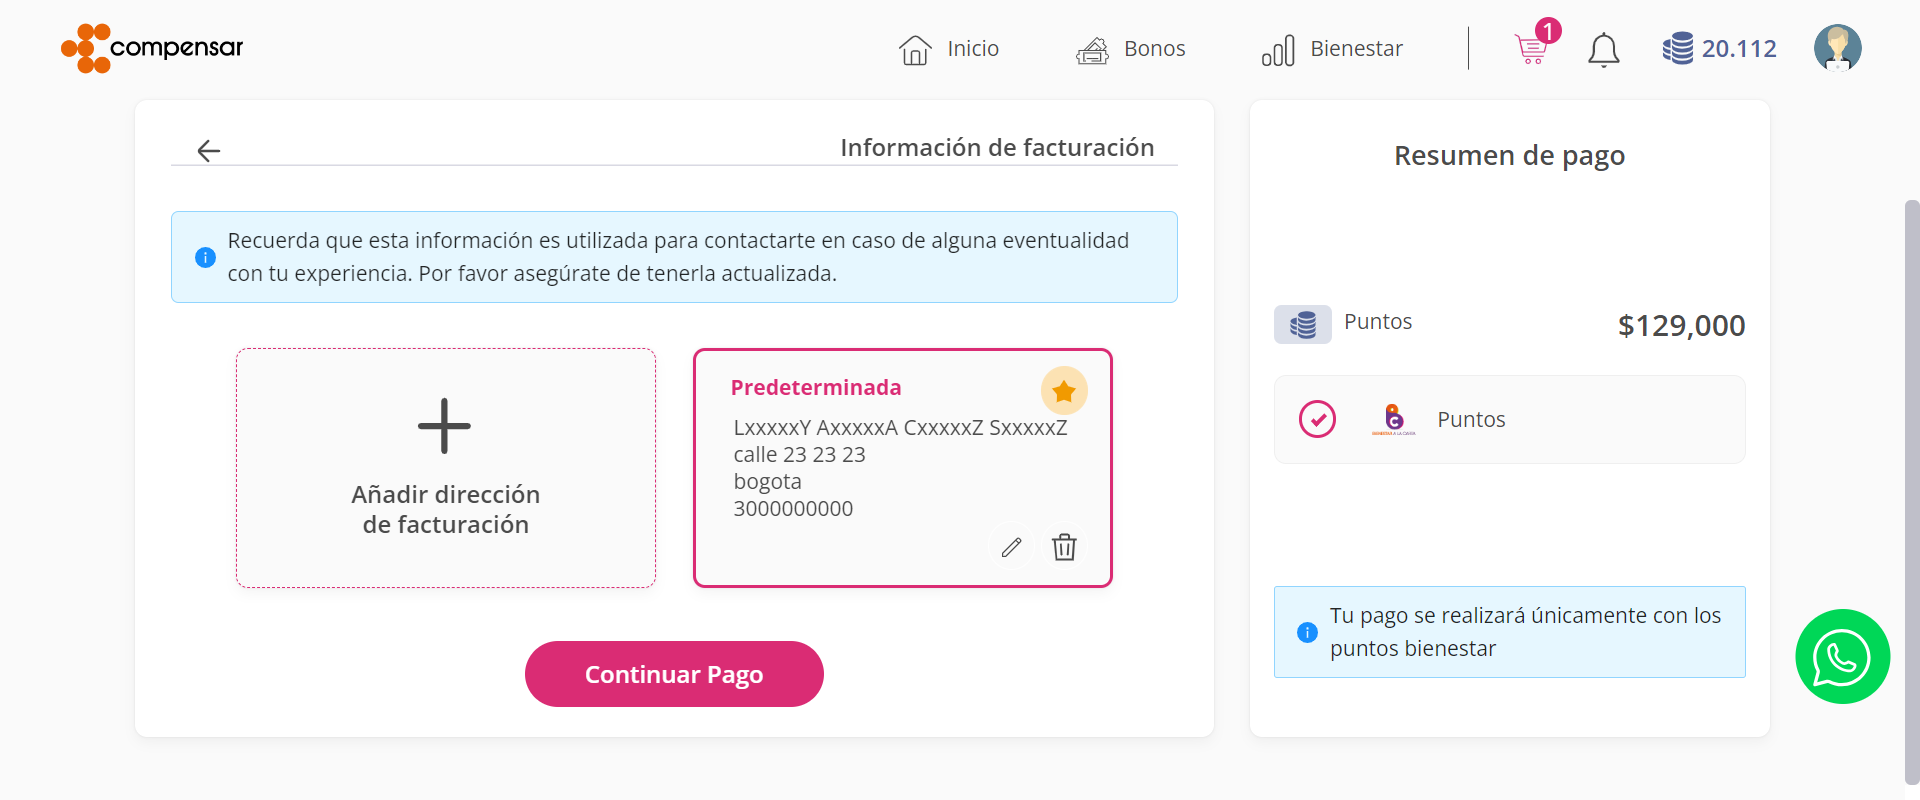 compensar
Inicio
Bonos
Bienestar
1
20.112
Información de facturación
Recuerda que esta información es utilizada para contactarte en caso de alguna eventualidad
con tu experiencia. Por favor asegúrate de tenerla actualizada.
Añadir dirección
de facturación
Predeterminada
LxxxxxY AxxxxxA CxxxxxZ SxxxxxZ
calle 23 23 23
bogota
3000000000
Continuar Pago
Resumen de pago
Puntos
$129,000
Puntos
Tu pago se realizará únicamente con los
puntos bienestar